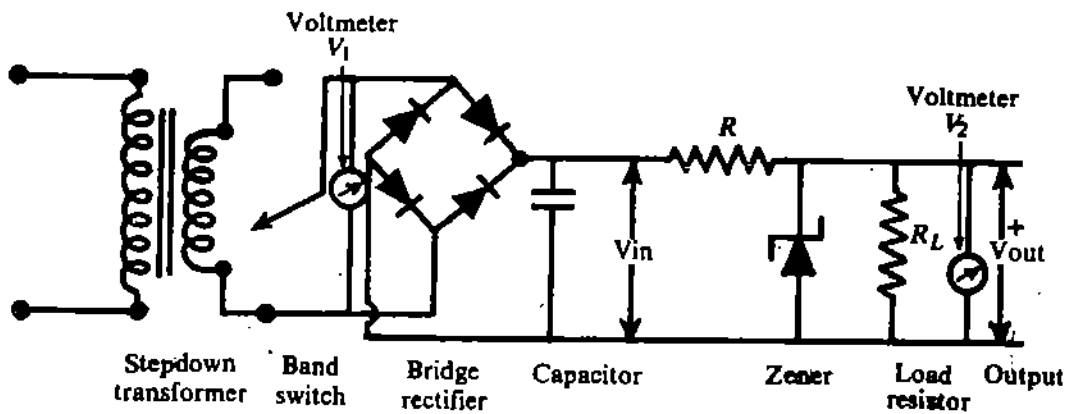 Voltmeter
V1
Voltmeter
V2
R
Vin
RL
+
Vout
Stepdown
transformer
Band
switch
Bridge
rectifier
Capacitor
Zener
Load
resistor
Output